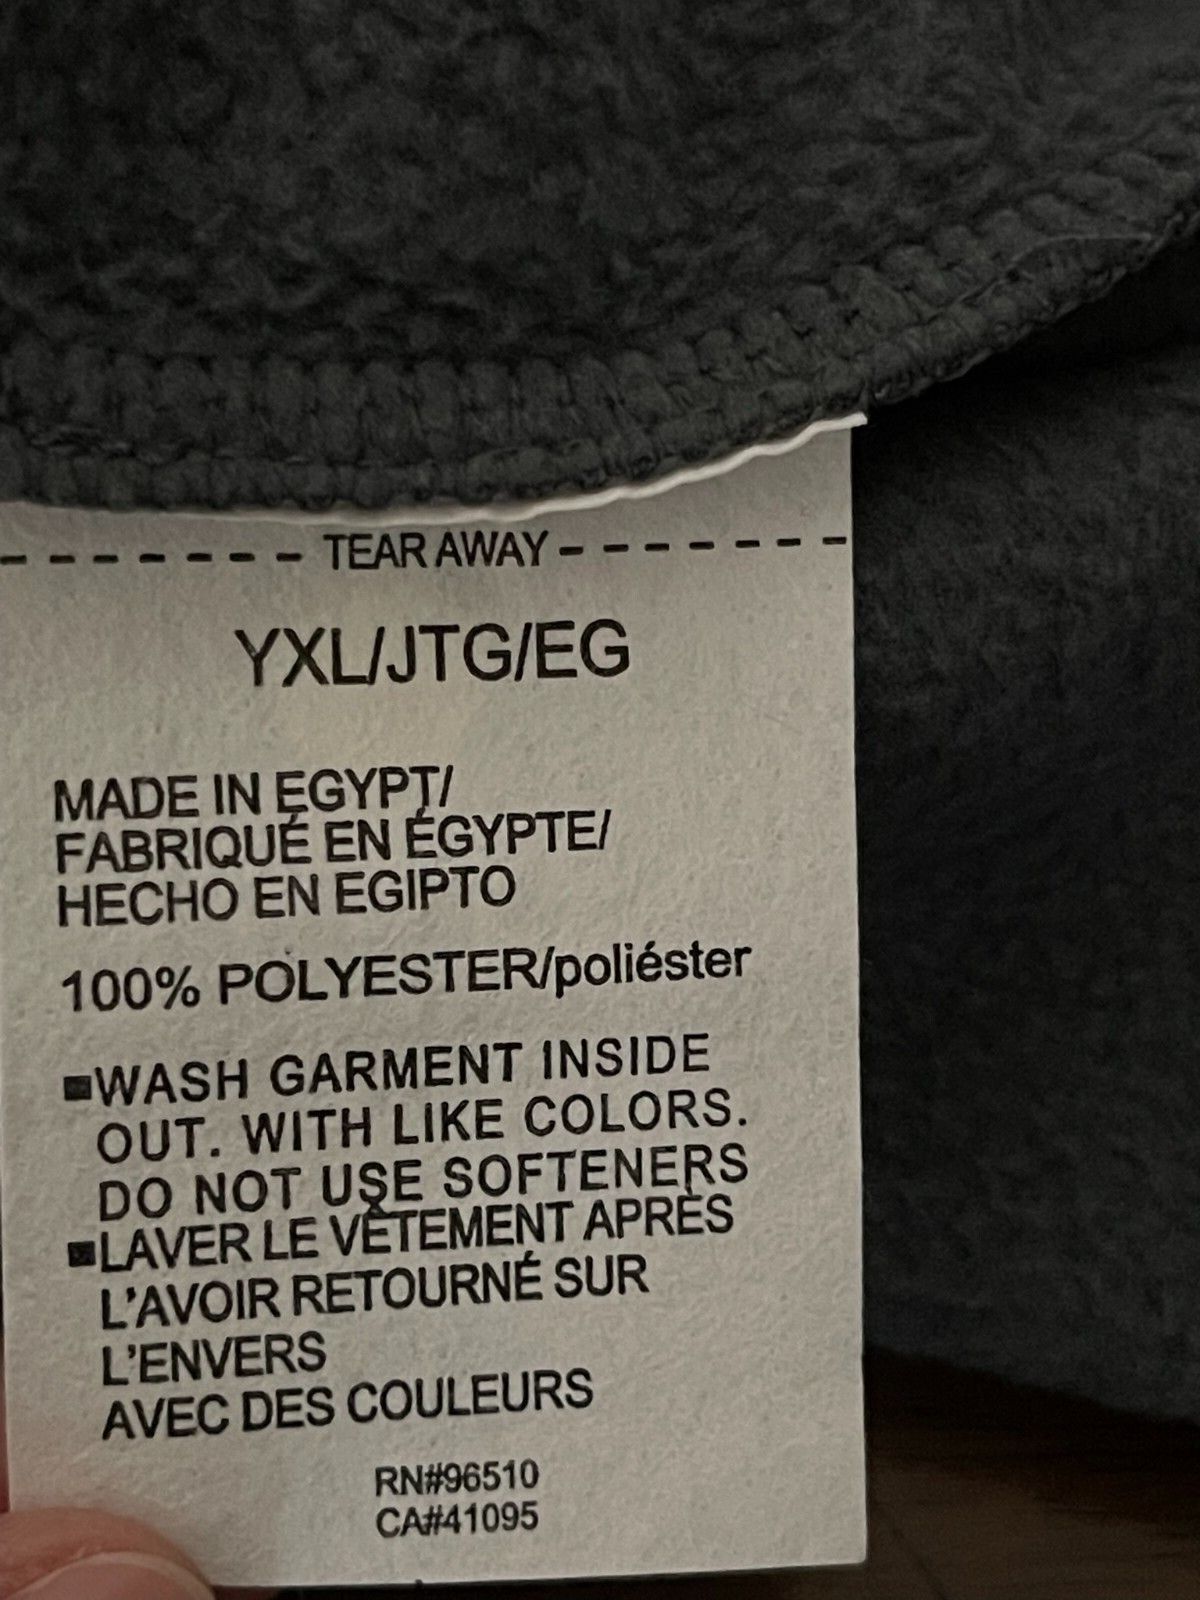 TEAR AWAY
YXL/JTG/EG
MADE IN EGYPT/
FABRIQUÉ EN ÉGYPTE/
HECHO EN EGIPTO
100% POLYESTER/poliéster
■WASH GARMENT INSIDE
OUT. WITH LIKE COLORS.
DO NOT USE SOFTENERS
■LAVER LE VÊTEMENT APRÈS
L'AVOIR RETOURNÉ SUR
L'ENVERS
AVEC DES COULEURS
RN#96510
CA#41095